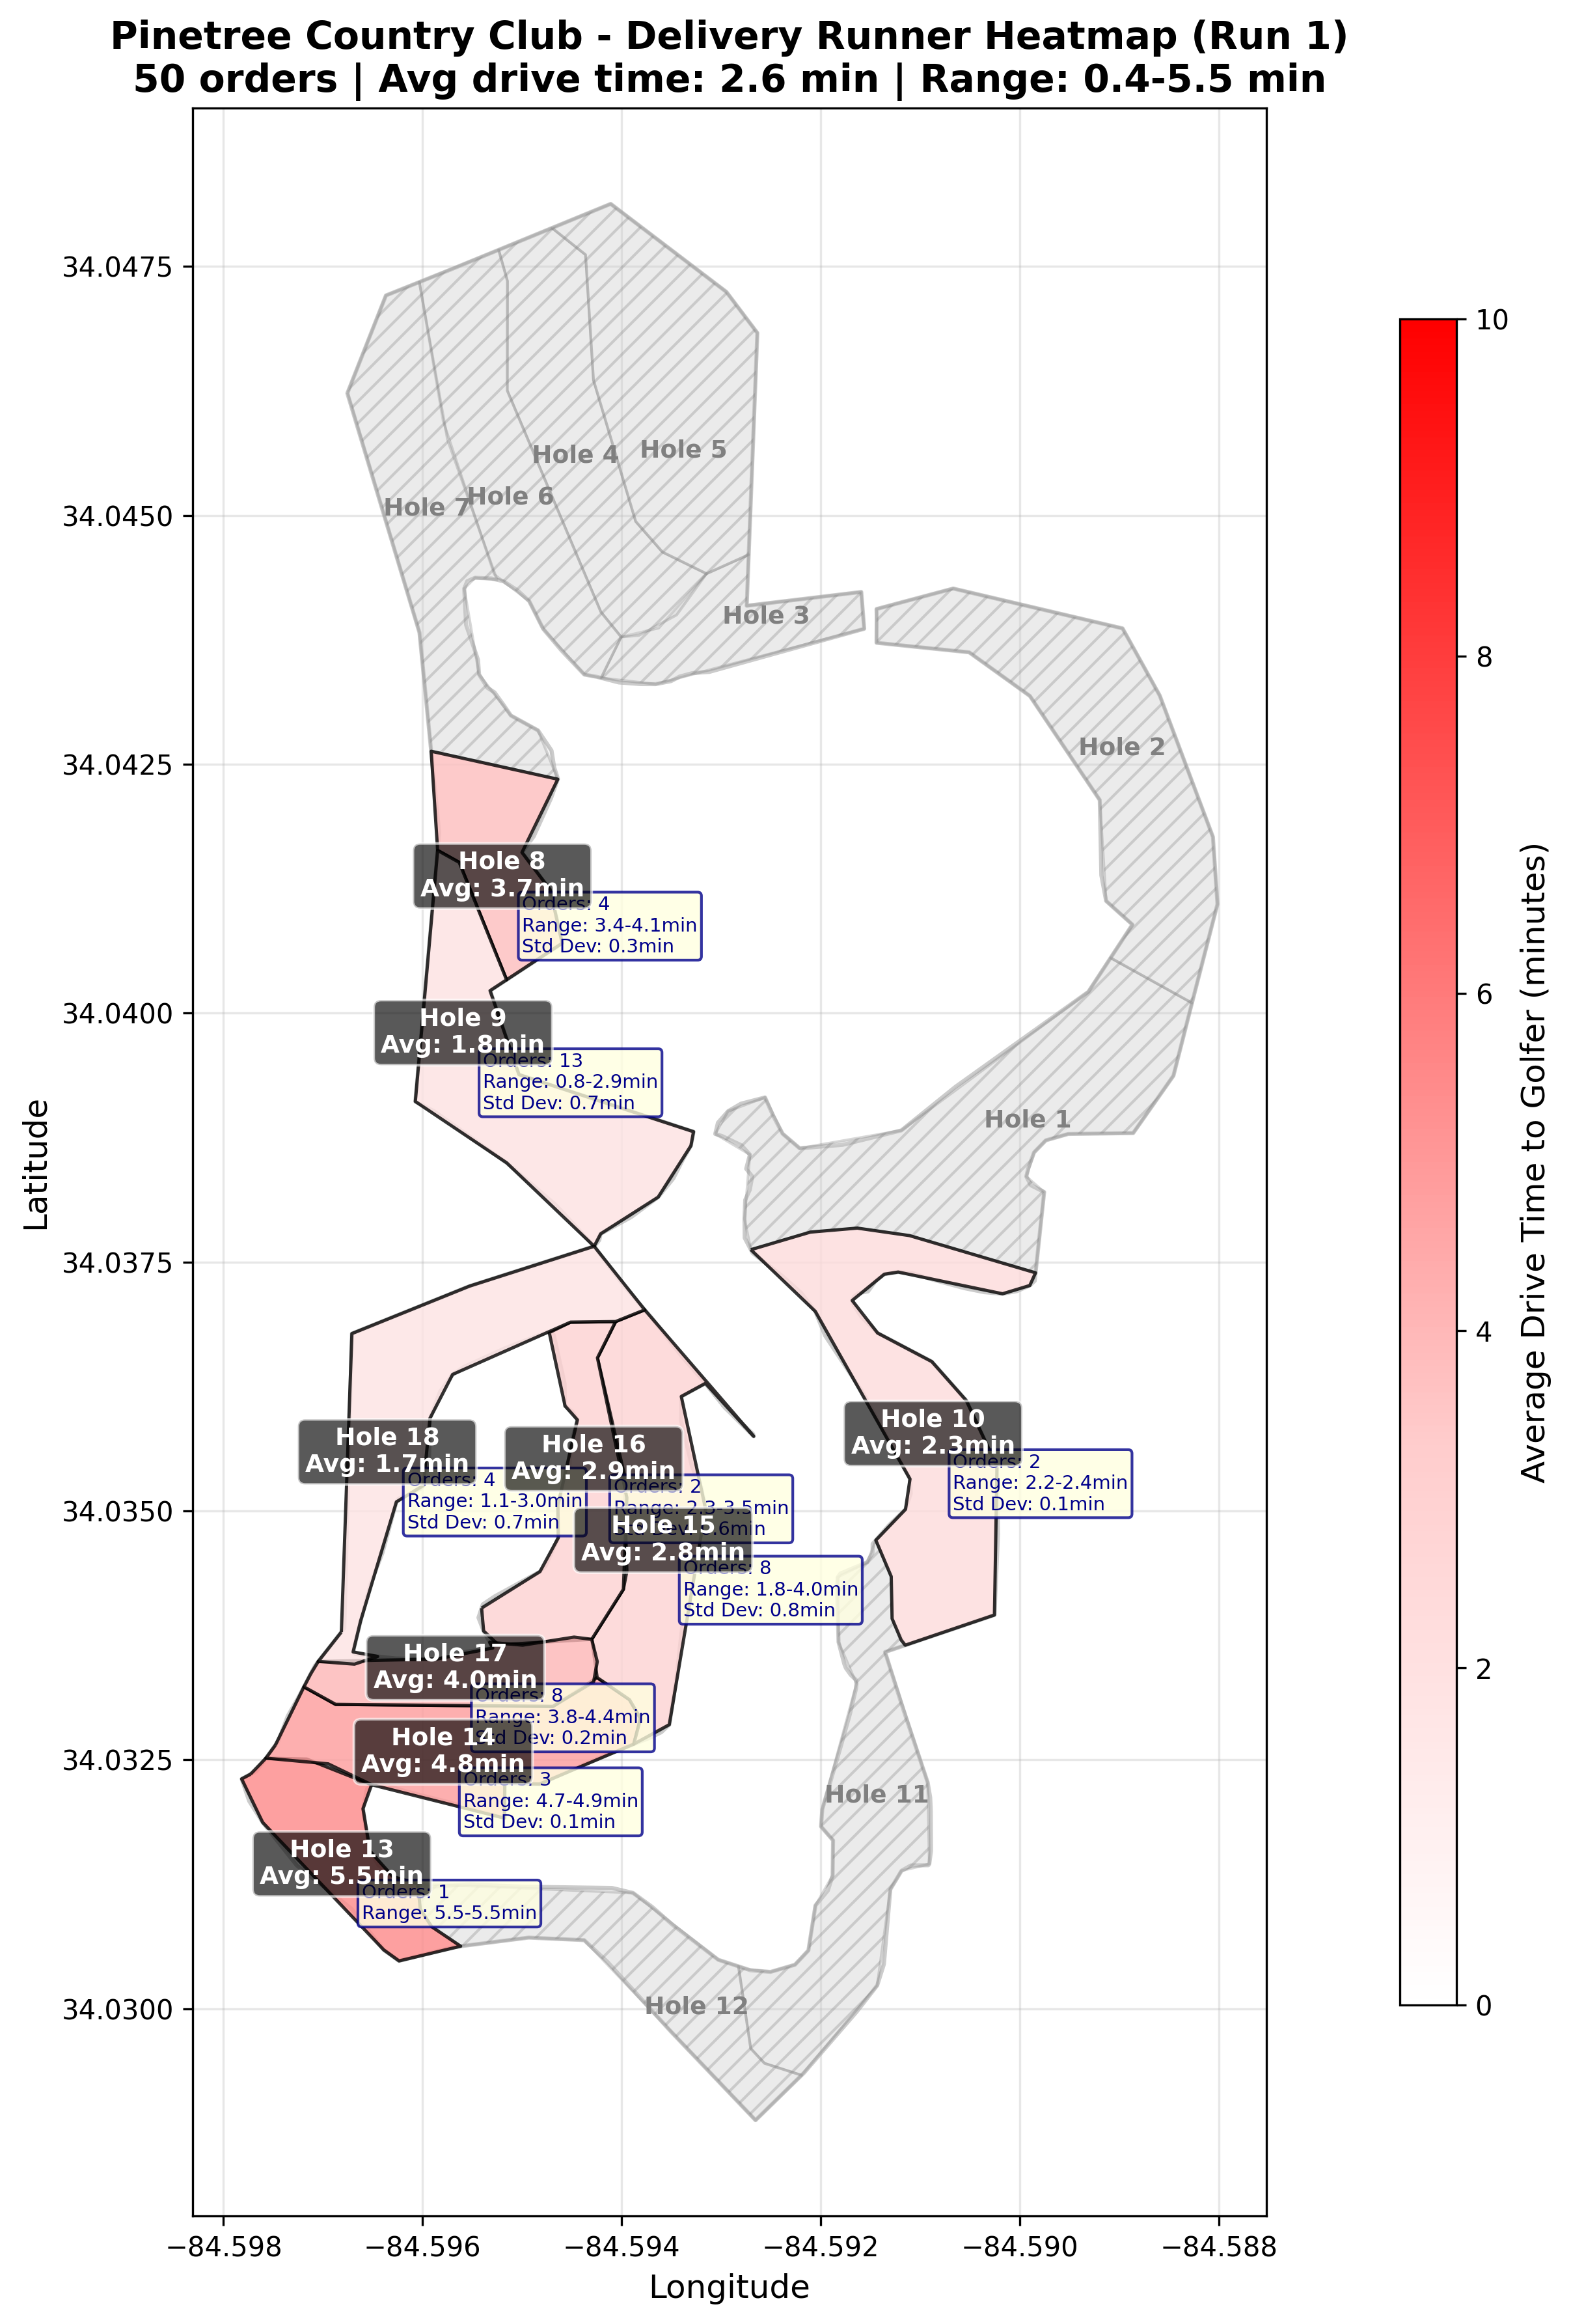 Pinetree Country Club - Delivery Runner Heatmap (Run 1)
50 orders | Avg drive time: 2.6 min | Range: 0.4-5.5 min
34.0475
34.0450
34.0425
34.0400
34.0375
34.0350
34.0325
34.0300
Latitude
Hole 4
Hole 5
Hole 7
Hole 6
Hole 3
Hole 2
Hole 8
Avg: 3.7min
Orders: 4
Range: 3.4-4.1min
Std Dev: 0.3min
Hole 9
Avg: 1.8min
Orders: 13
Range: 0.8-2.9min
Std Dev: 0.7min
Hole 1
Hole 10
Avg: 2.3min
Orders: 2
Range: 2.2-2.4min
Std Dev: 0.1min
Hole 18
Avg: 1.7min
Orders: 4
Range: 1.1-3.0min
Std Dev: 0.7min
Hole 16
Avg: 2.9min
Orders: 2
Range: 2.3-3.5min
Hole 15
Avg: 2.8min
Orders: 8
Range: 1.8-4.0min
Std Dev: 0.8min
Hole 17
Avg: 4.0min
Orders: 8
Range: 3.8-4.4min
Std Dev: 0.2min
Hole 14
Avg: 4.8min
Orders: 3
Range: 4.7-4.9min
Std Dev: 0.1min
Hole 11
Hole 13
Avg: 5.5min
Orders: 1
Range: 5.5-5.5min
Hole 12
−84.598
−84.596
−84.594
−84.592
−84.590
−84.588
Longitude
10
8
6
4
2
0
Average Drive Time to Golfer (minutes)